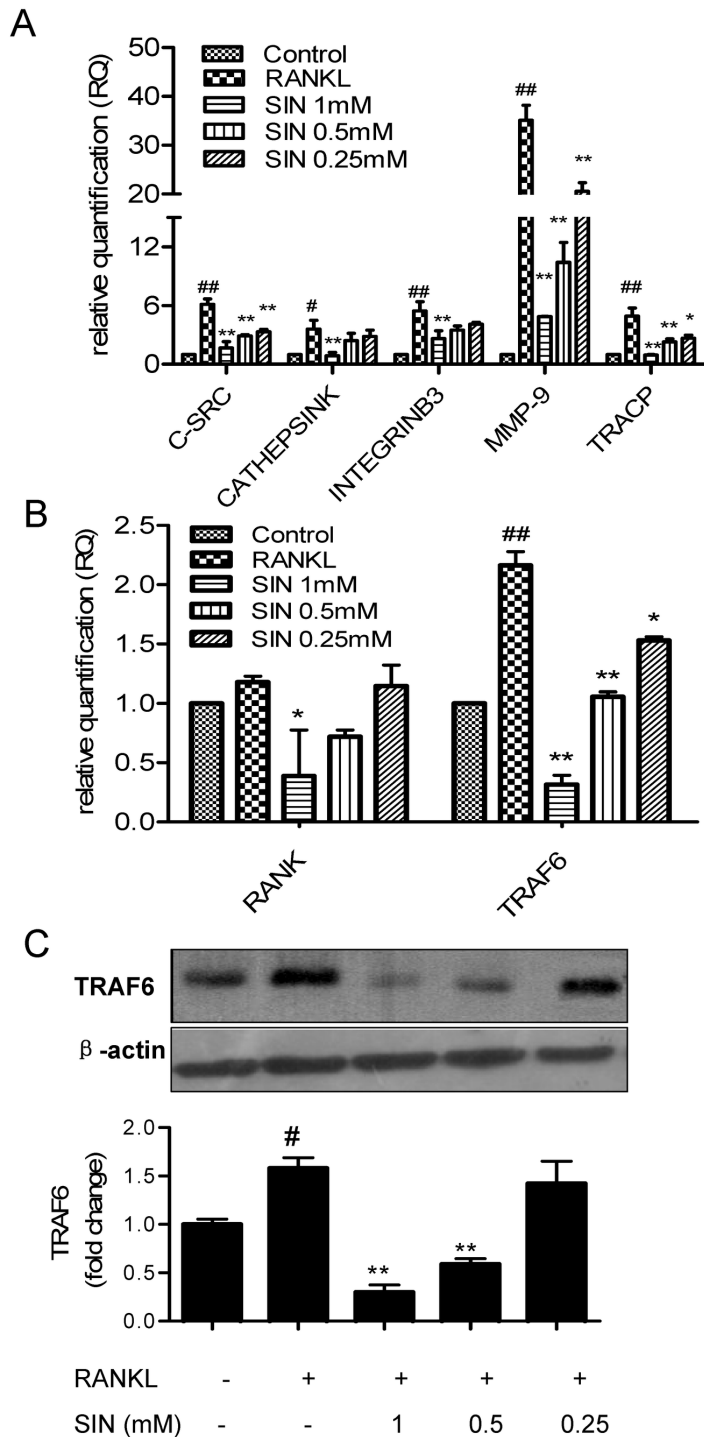 A
relative quantification (RQ)
50
40
30
20
12
6
0
Control
RANKL
SIN 1mM
SIN 0.5mM
SIN 0.25mM
##
**
**
**
#
**
##
**
##
**
**
**
##
**
**
*
C-SRC
CATHEPSINK
INTEGRINB3
MMP-9
TRACP
B
relative quantification (RQ)
2.5
2.0
1.5
1.0
0.5
0.0
Control
RANKL
SIN 1mM
SIN 0.5mM
SIN 0.25mM
*
##
**
**
*
RANK
TRAF6
C
TRAF6
β-actin
TRAF6
(fold change)
2.0
1.5
1.0
0.5
0.0
#
**
**
RANKL - + + + +
SIN (mM) - - 1 0.5 0.25